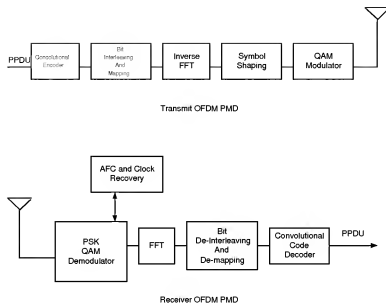 PPDU
Convolutional
Encoder
Bit
Interleaving
And
Mapping
Inverse
FFT
Symbol
Shaping
QAM
Modulator
Transmit OFDM PMD
AFC and Clock
Recovery
PSK
QAM
Demodulator
FFT
Bit
De-Interleaving
And
De-mapping
Convolutional
Code
Decoder
PPDU
Receiver OFDM PMD